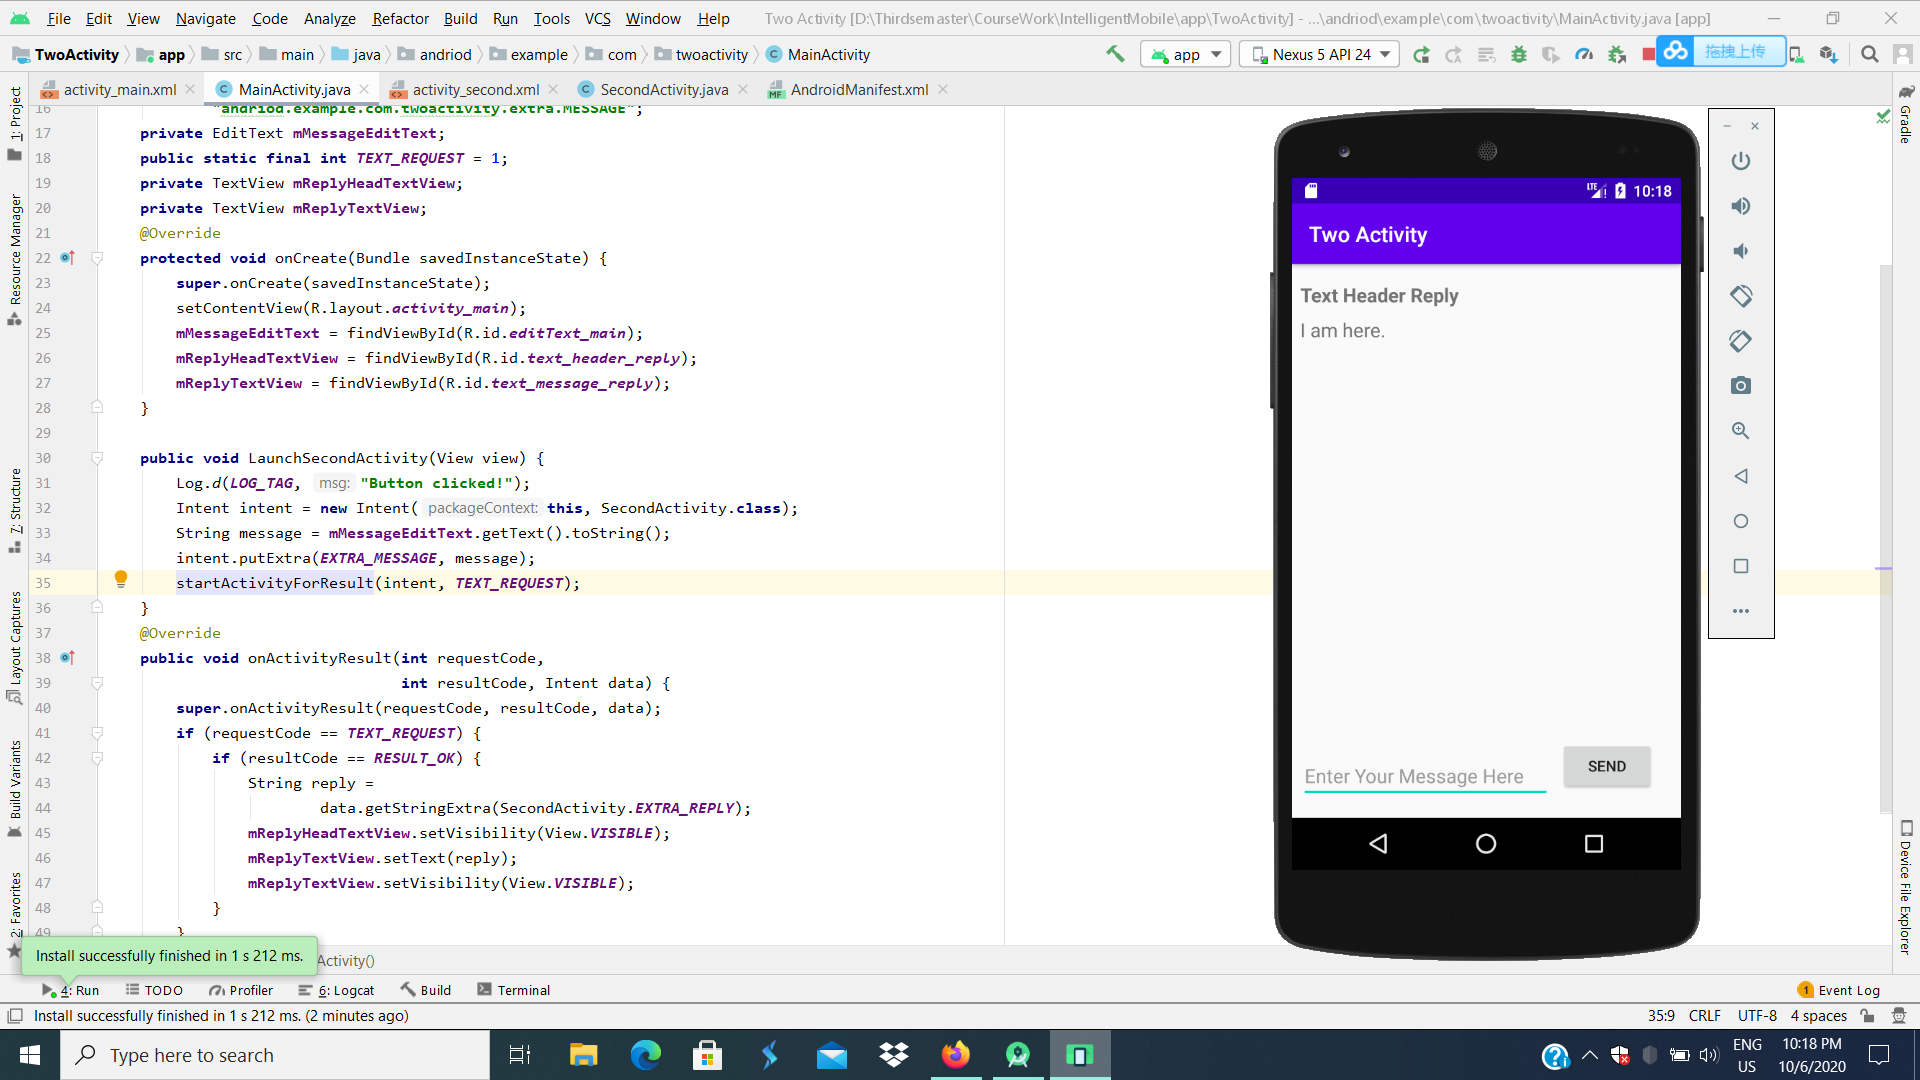 File Edit View Navigate Code Analyze Refactor Build Run Tools VCS Window Help Two Activity [D:\Thirdsemaster\CourseWork\IntelligentMobile\app\TwoActivity] - ...\andriod\example\com\twoactivity\MainActivity.java [app]
TwoActivity app src main java andriod example com twoactivity MainActivity app Nexus 5 API 24 拖拽上传
activity_main.xml MainActivity.java activity_second.xml SecondActivity.java AndroidManifest.xml
1: Project
Resource Manager
7: Structure
Layout Captures
Build Variants
2: Favorites
16 "andriod.example.com.twoactivity.extra.MESSAGE";
17 private EditText mMessageEditText;
18 public static final int TEXT_REQUEST = 1;
19 private TextView mReplyHeadTextView;
20 private TextView mReplyTextView;
21 @Override
22 protected void onCreate(Bundle savedInstanceState) {
23 super.onCreate(savedInstanceState);
24 setContentView(R.layout.activity_main);
25 mMessageEditText = findViewById(R.id.editText_main);
26 mReplyHeadTextView = findViewById(R.id.text_header_reply);
27 mReplyTextView = findViewById(R.id.text_message_reply);
28 }
29
30 public void LaunchSecondActivity(View view) {
31 Log.d(LOG_TAG, msg: "Button clicked!");
32 Intent intent = new Intent( packageContext: this, SecondActivity.class);
33 String message = mMessageEditText.getText().toString();
34 intent.putExtra(EXTRA_MESSAGE, message);
35 startActivityForResult(intent, TEXT_REQUEST);
36 }
37 @Override
38 public void onActivityResult(int requestCode,
39 int resultCode, Intent data) {
40 super.onActivityResult(requestCode, resultCode, data);
41 if (requestCode == TEXT_REQUEST) {
42 if (resultCode == RESULT_OK) {
43 String reply =
44 data.getStringExtra(SecondActivity.EXTRA_REPLY);
45 mReplyHeadTextView.setVisibility(View.VISIBLE);
46 mReplyTextView.setText(reply);
47 mReplyTextView.setVisibility(View.VISIBLE);
48 }
49 }
LTE 10:18
Two Activity
Text Header Reply
I am here.
Enter Your Message Here SEND
Gradle
Device File Explorer
Install successfully finished in 1 s 212 ms. Activity()
4: Run TODO Profiler 6: Logcat Build Terminal 1 Event Log
Install successfully finished in 1 s 212 ms. (2 minutes ago) 35:9 CRLF UTF-8 4 spaces
Type here to search ENG US 10:18 PM 10/6/2020